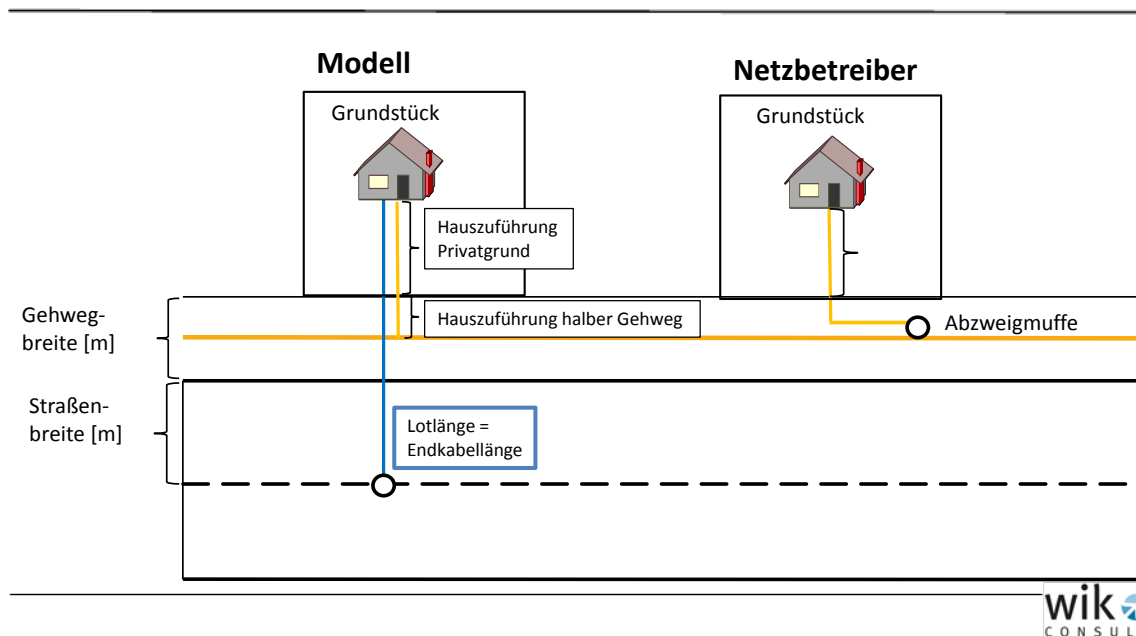 Modell
Netzbetreiber
Grundstück
Grundstück
Hauszuführung
Privatgrund
Gehweg-
breite [m]
Hauszuführung halber Gehweg
Abzweigmuffe
Straßen-
breite [m]
Lotlänge =
Endkabellänge
wik
CONSUL